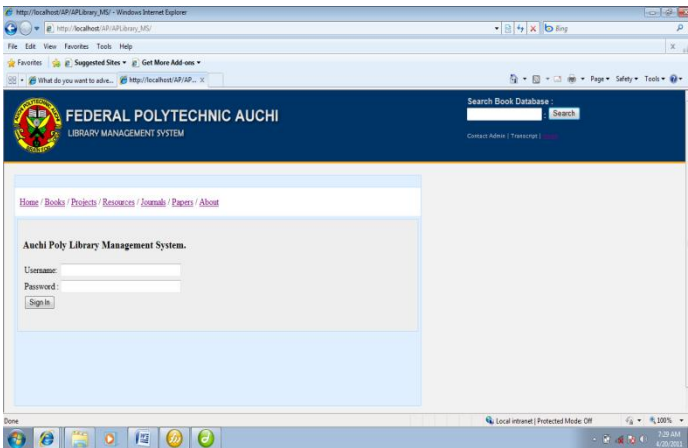 http://localhost/AP/APLibrary_MS/ - Windows Internet Explorer
http://localhost/AP/APLibrary_MS/
Bing
File Edit View Favorites Tools Help
X
Favorites Suggested Sites Get More Add-ons
What do you want to adve... http://localhost/AP/AP... X
Page Safety Tools
FEDERAL POLYTECHNIC AUCHI
LIBRARY MANAGEMENT SYSTEM
Search Book Database :
: Search
Contact Admin | Transcript |
Home / Books / Projects / Resources / Journals / Papers / About
Auchi Poly Library Management System.
Username:
Password :
Sign In
Done
Local intranet | Protected Mode: Off
100%
7:29 AM
4/20/2011